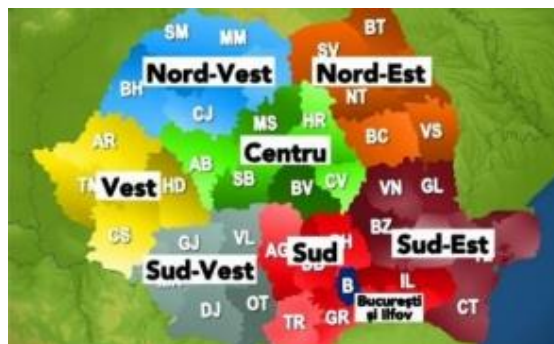 BT
SM
MM
SV
Nord-Vest
Nord-Est
BH
NT
CJ
MS
HR
BC
VS
AR
Centru
AB
TM
Vest
HD
SB
BV
CV
VN
GL
CS
GJ
VL
AG
PH
BZ
Sud
Sud-Est
Sud-Vest
B
IL
București
și Ilfov
DJ
OT
TR
GR
CT